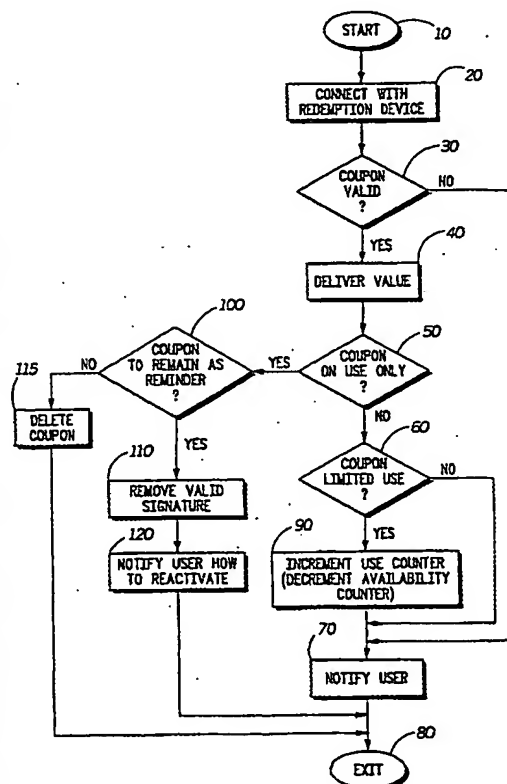 START
10
20
CONNECT WITH
REDEMPTION DEVICE
30
COUPON
VALID
?
NO
YES
40
DELIVER VALUE
100
50
COUPON
TO REMAIN AS
REMINDER
?
NO
YES
COUPON
ON USE ONLY
?
YES
NO
115
DELETE
COUPON
60
COUPON
LIMITED USE
?
NO
YES
110
REMOVE VALID
SIGNATURE
120
NOTIFY USER HOW
TO REACTIVATE
90
INCREMENT USE COUNTER
(DECREMENT AVAILABILITY
COUNTER)
70
NOTIFY USER
80
EXIT